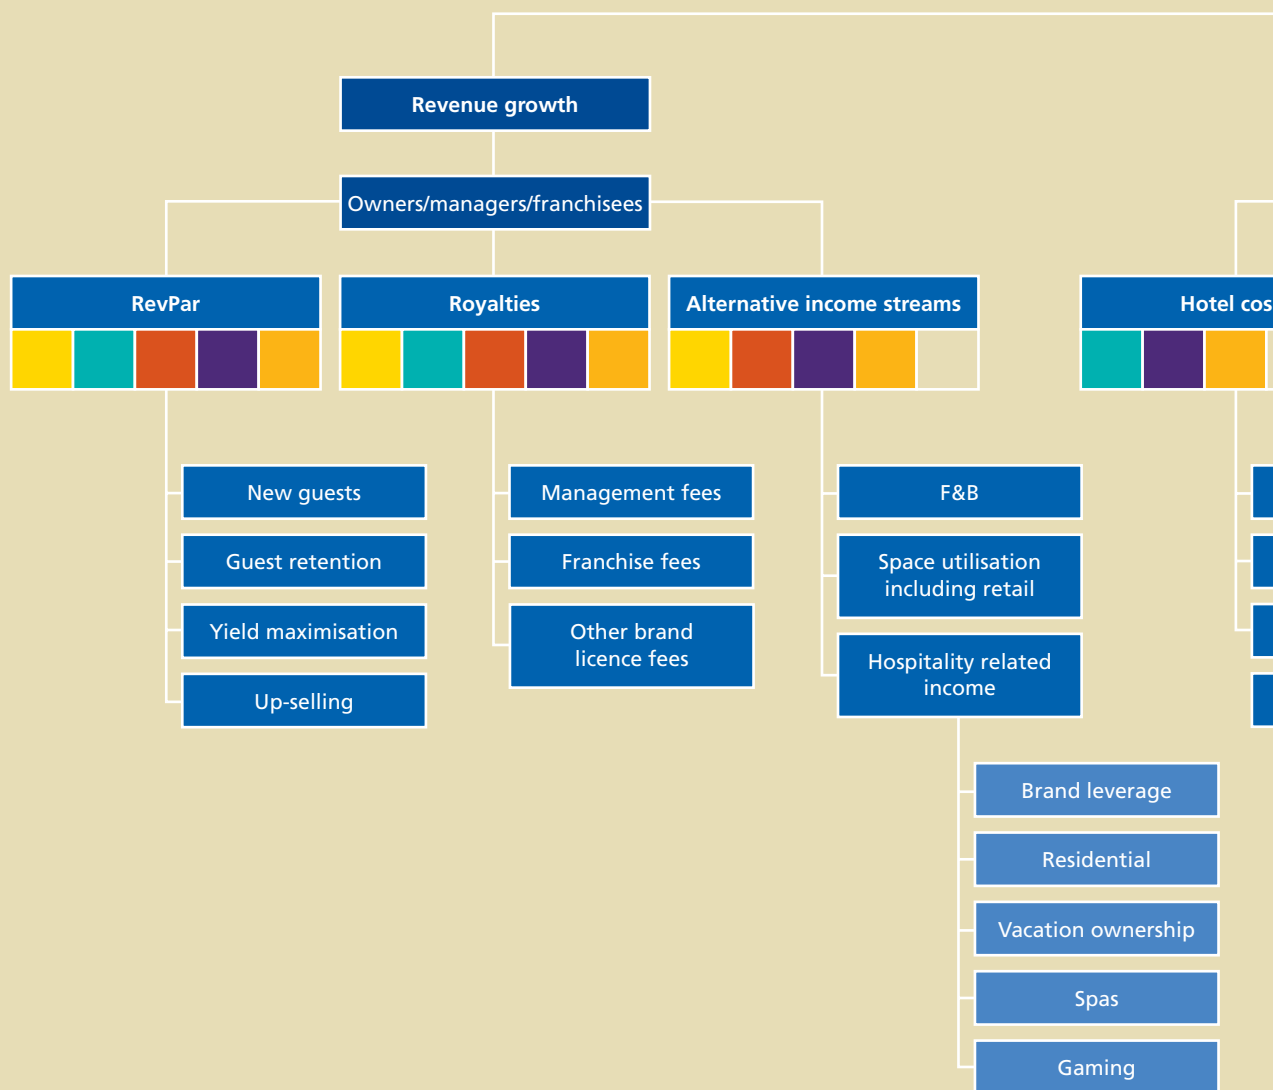 Revenue growth
Owners/managers/franchisees
RevPar
Royalties
Alternative income streams
Hotel
New guests
Guest retention
Yield maximisation
Up-selling
Management fees
Franchise fees
Other brand
licence fees
F&B
Space utilisation
including retail
Hospitality related
income
Brand leverage
Residential
Vacation ownership
Spas
Gaming